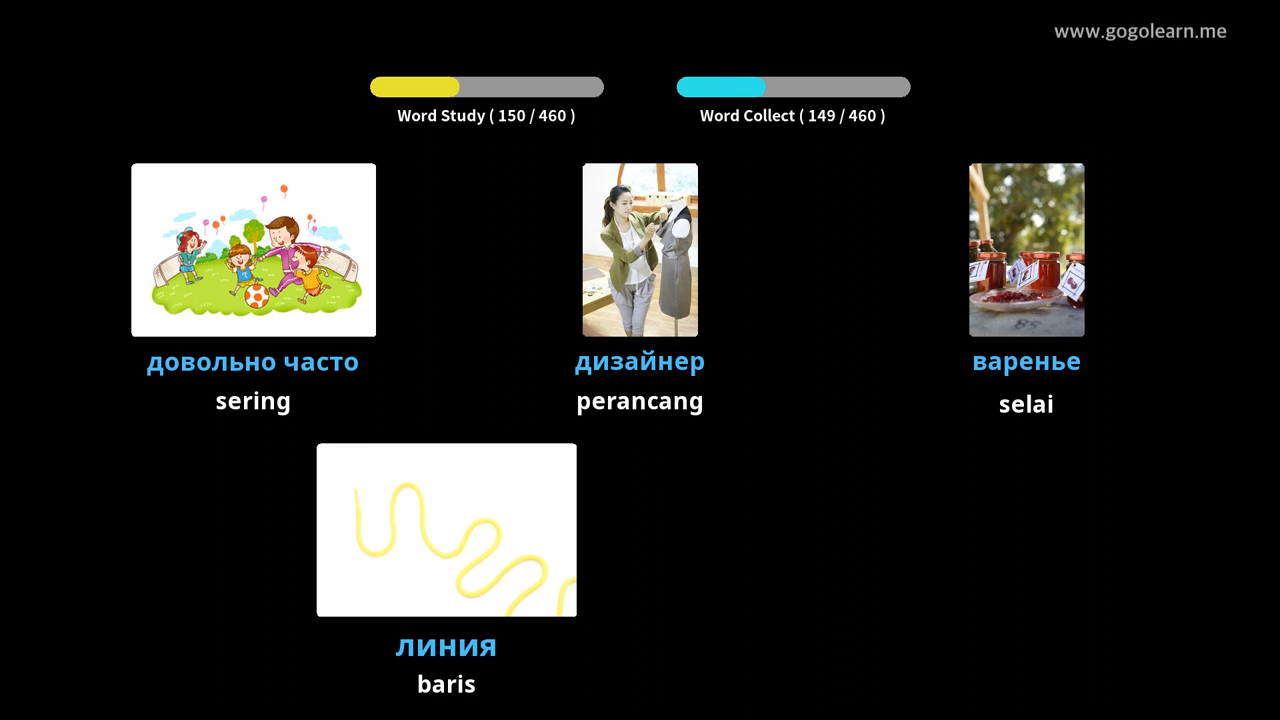 www.gogolearn.me
Word Study ( 150 / 460 )
Word Collect ( 149 / 460 )
довольно часто
sering
дизайнер
perancang
варенье
selai
линия
baris